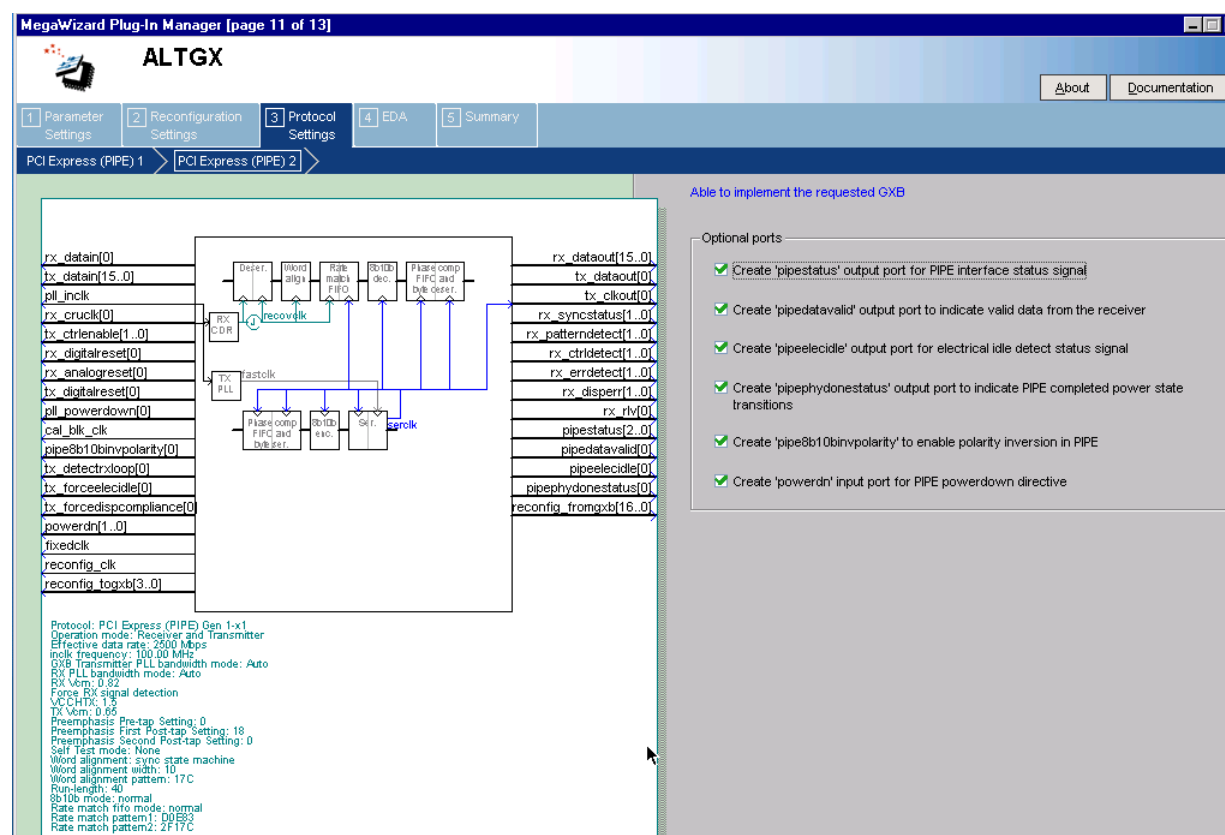 MegaWizard Plug-In Manager [page 11 of 13]
ALTGX
About
Documentation
1 Parameter Settings
2 Reconfiguration Settings
3 Protocol Settings
4 EDA
5 Summary
PCI Express (PIPE) 1
PCI Express (PIPE) 2
Able to implement the requested GXB
Optional ports
Create 'pipestatus' output port for PIPE interface status signal
Create 'pipedatavalid' output port to indicate valid data from the receiver
Create 'pipeelecidle' output port for electrical idle detect status signal
Create 'pipephydonestatus' output port to indicate PIPE completed power state
transitions
Create 'pipe8b10binvpolarity' to enable polarity inversion in PIPE
Create 'powerdn' input port for PIPE powerdown directive
rx_datain[0]
tx_datain[15..0]
pll_inclk
rx_cruclk[0]
tx_ctrlenable[1..0]
rx_digitalreset[0]
rx_analogreset[0]
tx_digitalreset[0]
pll_powerdown[0]
cal_blk_clk
pipe8b10binvpolarity[0]
tx_detectrxloop[0]
tx_forceelecidle[0]
tx_forcedispcompliance[0]
powerdn[1..0]
fixedclk
reconfig_clk
reconfig_togxb[3..0]
Deser.
Word
align
Rate
match
FIFO
8b10b
dec.
Phase comp
FIFO and
byte deser.
RX
CDR
recovclk
TX
PLL
fastclk
Phase comp
FIFO and
byte ser.
8b10b
enc.
Ser.
serclk
rx_dataout[15..0]
tx_dataout[0]
tx_clkout[0]
rx_syncstatus[1..0]
rx_patterndetect[1..0]
rx_ctrldetect[1..0]
rx_errdetect[1..0]
rx_disperr[1..0]
rx_rlv[0]
pipestatus[2..0]
pipedatavalid[0]
pipeelecidle[0]
pipephydonestatus[0]
reconfig_fromgxb[16..0]
Protocol: PCI Express (PIPE) Gen 1-x1
Operation mode: Receiver and Transmitter
Effective data rate: 2500 Mbps
inclk frequency: 100.00 MHz
GXB Transmitter PLL bandwidth mode: Auto
RX PLL bandwidth mode: Auto
RX Vcm: 0.82
Force RX signal detection
VCCHTX: 1.5
TX Vcm: 0.65
Preemphasis Pre-tap Setting: 0
Preemphasis First Post-tap Setting: 18
Preemphasis Second Post-tap Setting: 0
Self Test mode: None
Word alignment: sync state machine
Word alignment width: 10
Word alignment pattern: 17C
Run-length: 40
8b10b mode: normal
Rate match fifo mode: normal
Rate match pattern1: D0E83
Rate match pattern2: 2F17C